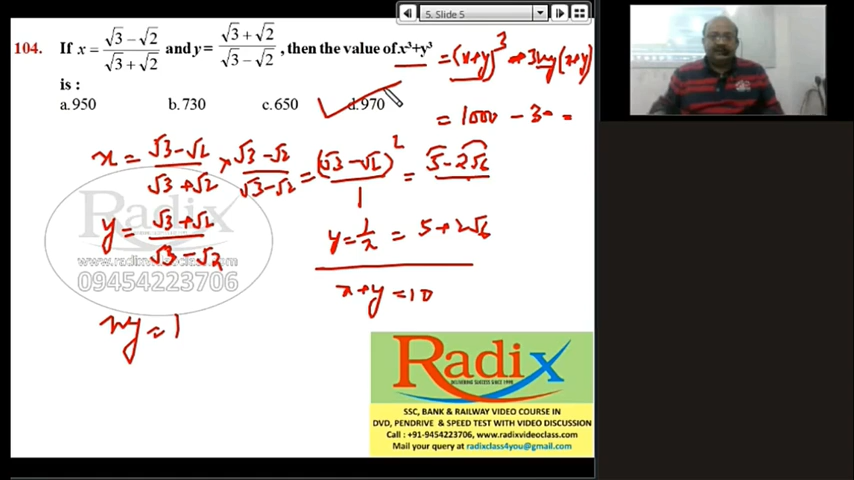 5. Slide 5
104. If x = (√3 − √2)/(√3 + √2) and y = (√3 + √2)/(√3 − √2), then the value of x³+y³
is :
a.950 b.730 c.650 d.970
= (x+y)³ - 3xy(x+y)
= 1000 - 30 =
x = (√3-√2)/(√3+√2) × (√3-√2)/(√3-√2) = (√3-√2)²/1 = 5-2√6
y = (√3+√2)/(√3-√2)
y = 1/x = 5+2√6
x+y = 10
xy = 1
Radix
www.radixvideoclass.com
09454223706
Radix
DELIVERING SUCCESS SINCE 1998
SSC, BANK & RAILWAY VIDEO COURSE IN
DVD, PENDRIVE & SPEED TEST WITH VIDEO DISCUSSION
Call : +91-9454223706, www.radixvideoclass.com
Mail your query at radixclass4you@gmail.com